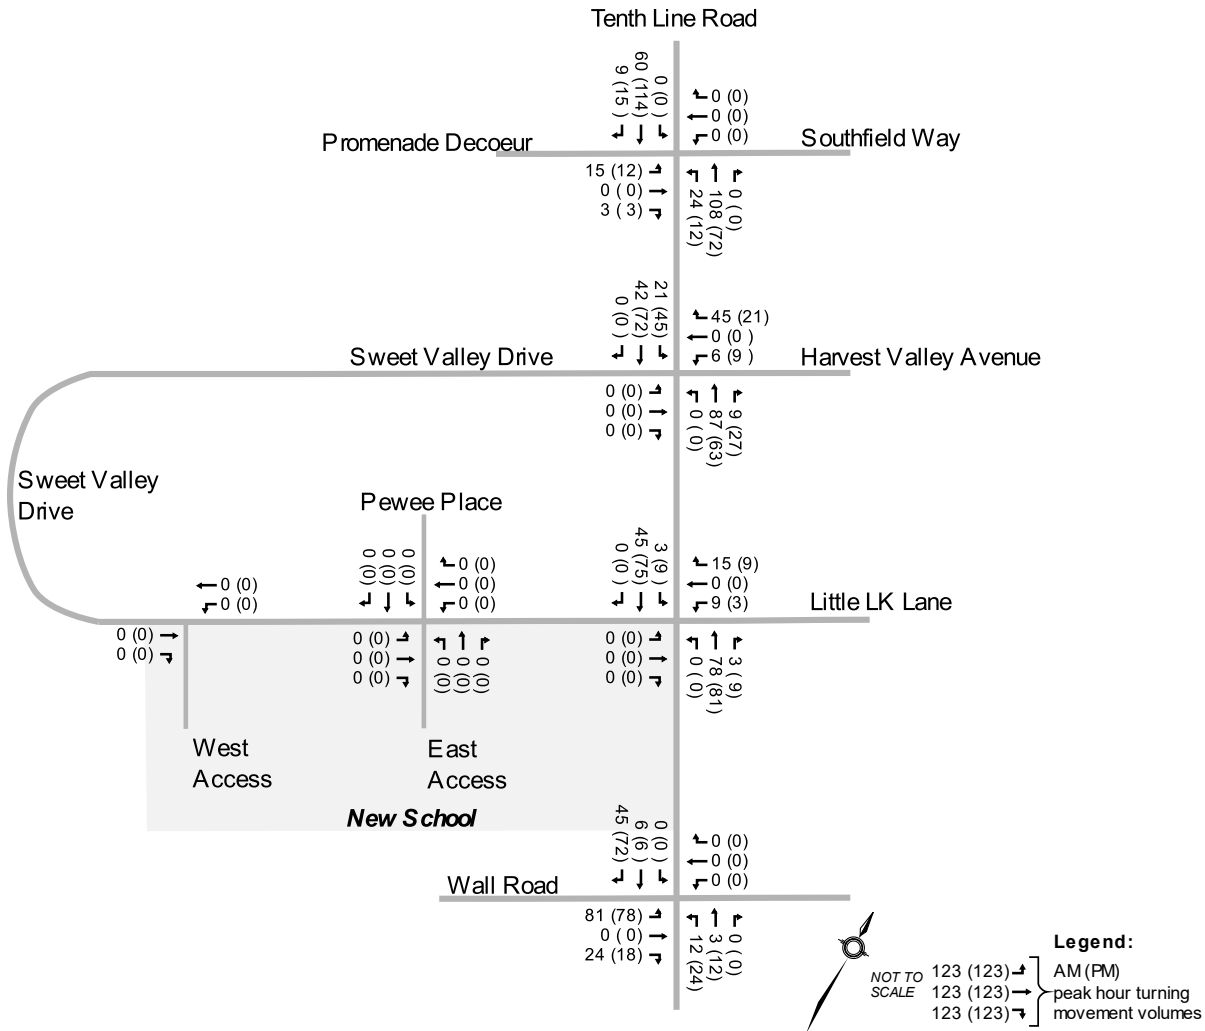 Tenth Line Road
9 (15)
60 (114)
0 (0)
0 (0)
0 (0)
0 (0)
Promenade Decoeur
Southfield Way
15 (12)
0 ( 0)
3 ( 3)
24 (12)
108 (72)
0 (0)
0 (0 )
42 (72)
21 (45)
45 (21)
0 (0 )
6 (9 )
Sweet Valley Drive
Harvest Valley Avenue
0 (0)
0 (0)
0 (0)
0 ( 0)
87 (63)
9 (27)
Sweet Valley
Drive
Pewee Place
0 (0)
0 (0)
0 (0)
0 (0)
0 (0)
0 (0)
0 (0)
0 (0)
0 (0 )
45 (75)
3 (9 )
15 (9)
0 (0)
9 (3)
Little LK Lane
0 (0)
0 (0)
0 (0)
0 (0)
0 (0)
0 (0)
0 (0)
0 (0)
0 (0)
0 (0)
0 (0)
0 ( 0)
78 (81)
3 ( 9)
West
Access
East
Access
New School
45 (72)
6 (6 )
0 (0 )
0 (0)
0 (0)
0 (0)
Wall Road
81 (78)
0 ( 0)
24 (18)
12 (24)
3 (12)
0 ( 0)
NOT TO
SCALE
Legend:
123 (123)
AM (PM)
123 (123)
peak hour turning
123 (123)
movement volumes